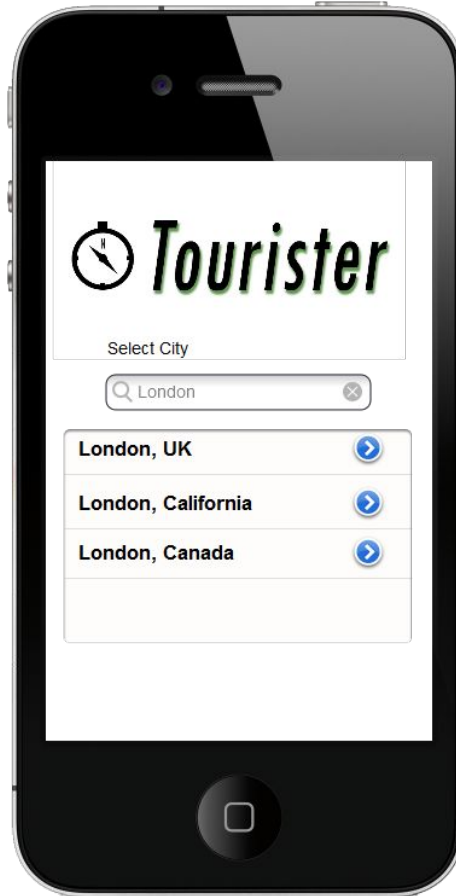 N
Tourister
Select City
London
London, UK
London, California
London, Canada